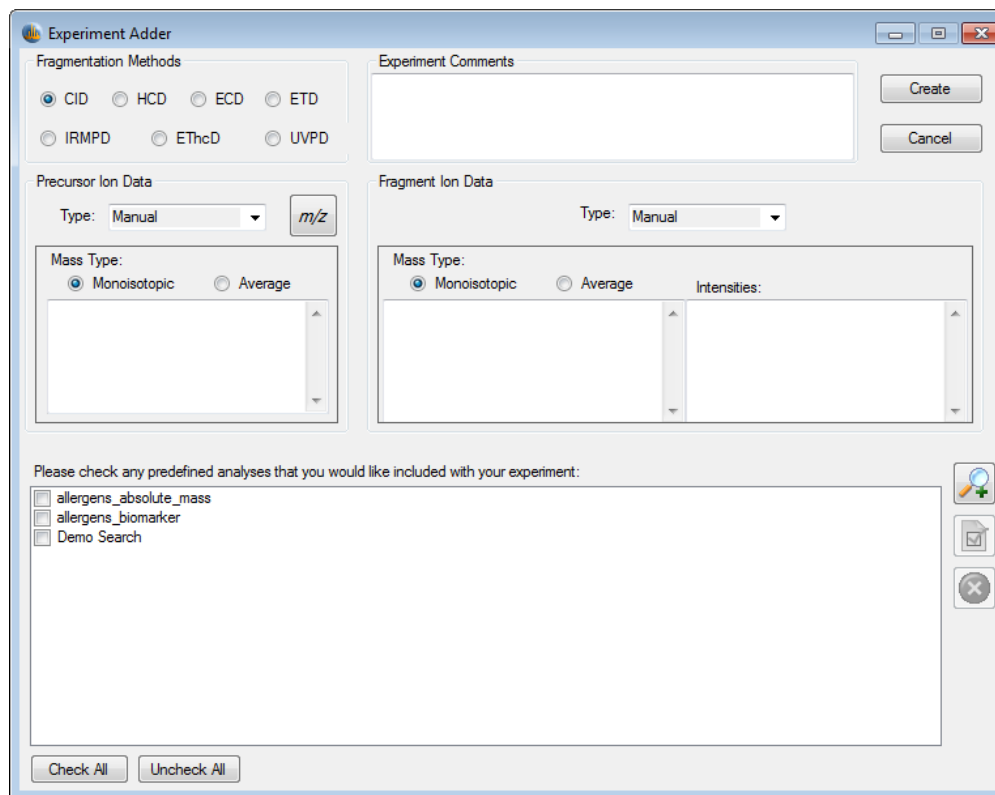 Experiment Adder
Fragmentation Methods
CID HCD ECD ETD
IRMPD EThcD UVPD
Experiment Comments
Create
Cancel
Precursor Ion Data
Type: Manual m/z
Mass Type:
Monoisotopic Average
Fragment Ion Data
Type: Manual
Mass Type:
Monoisotopic Average Intensities:
Please check any predefined analyses that you would like included with your experiment:
allergens_absolute_mass
allergens_biomarker
Demo Search
Check All Uncheck All